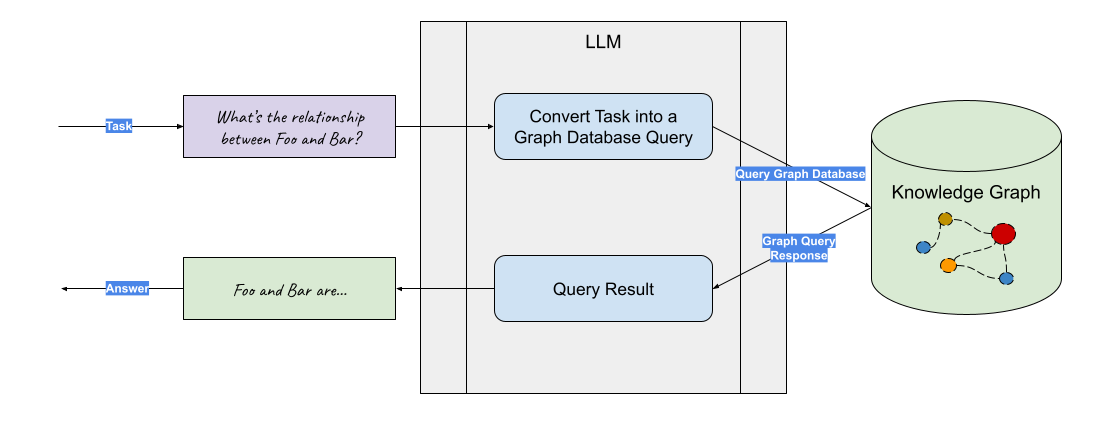 LLM
Task
What's the relationship
between Foo and Bar?
Convert Task into a
Graph Database Query
Query Graph Database
Knowledge Graph
Graph Query
Response
Answer
Foo and Bar are...
Query Result